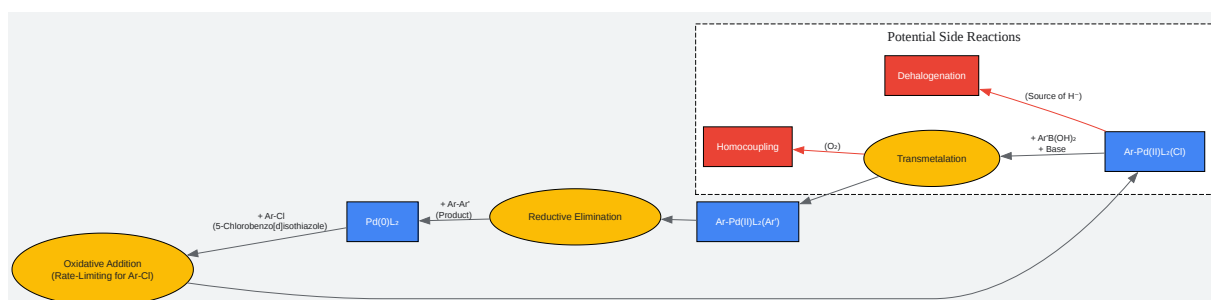 Potential Side Reactions
Dehalogenation
(Source of H⁻)
Homocoupling
(O₂)
Transmetalation
+ Ar'B(OH)₂
+ Base
Ar-Pd(II)L₂(Cl)
+ Ar-Cl
(5-Chlorobenzo[d]isothiazole)
Pd(0)L₂
+ Ar-Ar'
(Product)
Reductive Elimination
Ar-Pd(II)L₂(Ar')
Oxidative Addition
(Rate-Limiting for Ar-Cl)